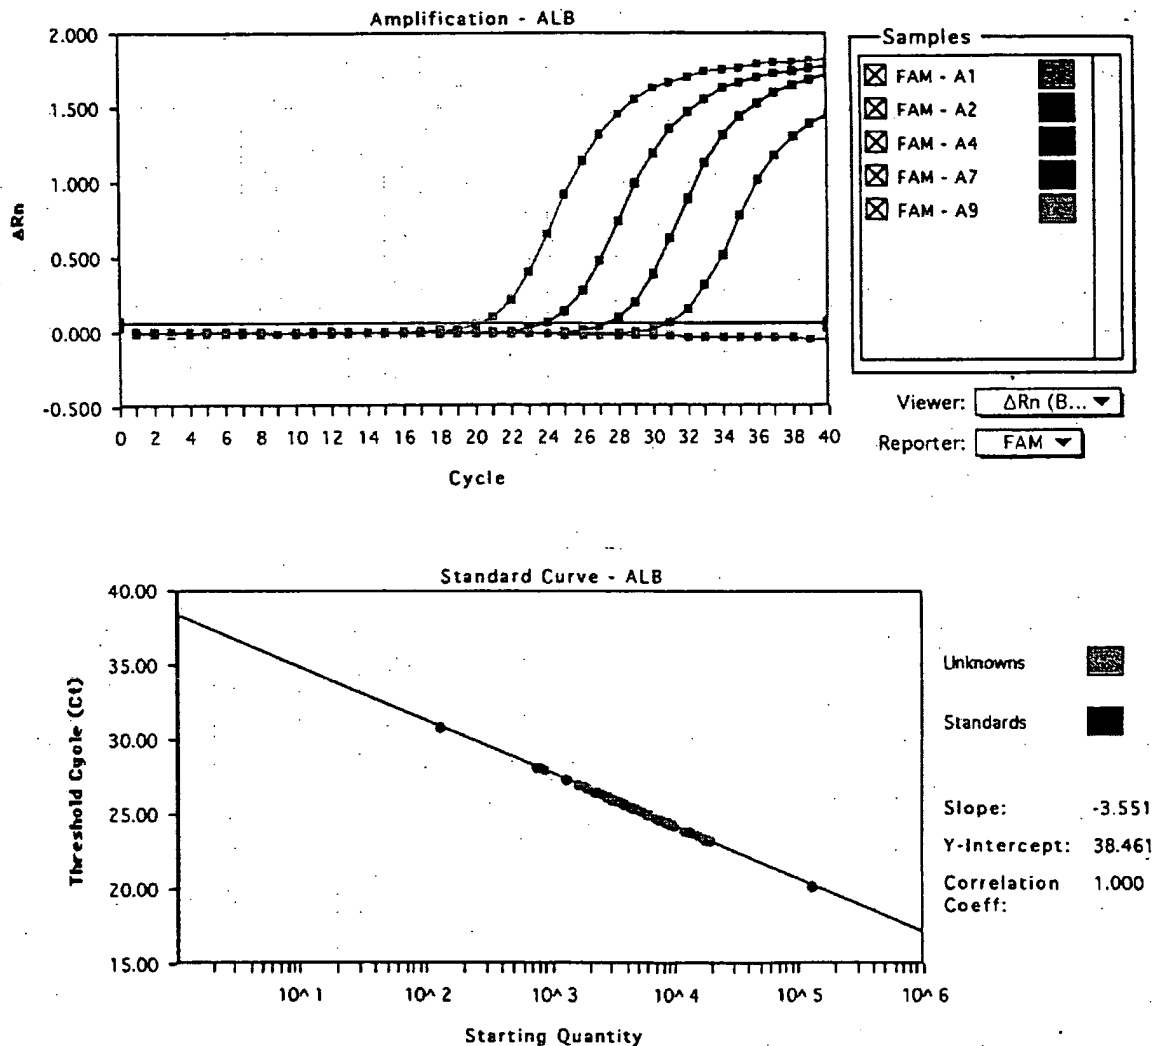 Amplification - ALB
2.000
1.500
1.000
0.500
0.000
-0.500
ΔRn
0 2 4 6 8 10 12 14 16 18 20 22 24 26 28 30 32 34 36 38 40
Cycle
Samples
FAM - A1
FAM - A2
FAM - A4
FAM - A7
FAM - A9
Viewer: ΔRn (B... ▼
Reporter: FAM ▼
Standard Curve - ALB
40.00
35.00
30.00
25.00
20.00
15.00
Threshold Cycle (Ct)
10^1 10^2 10^3 10^4 10^5 10^6
Starting Quantity
Unknowns
Standards
Slope: -3.551
Y-Intercept: 38.461
Correlation 1.000
Coeff: